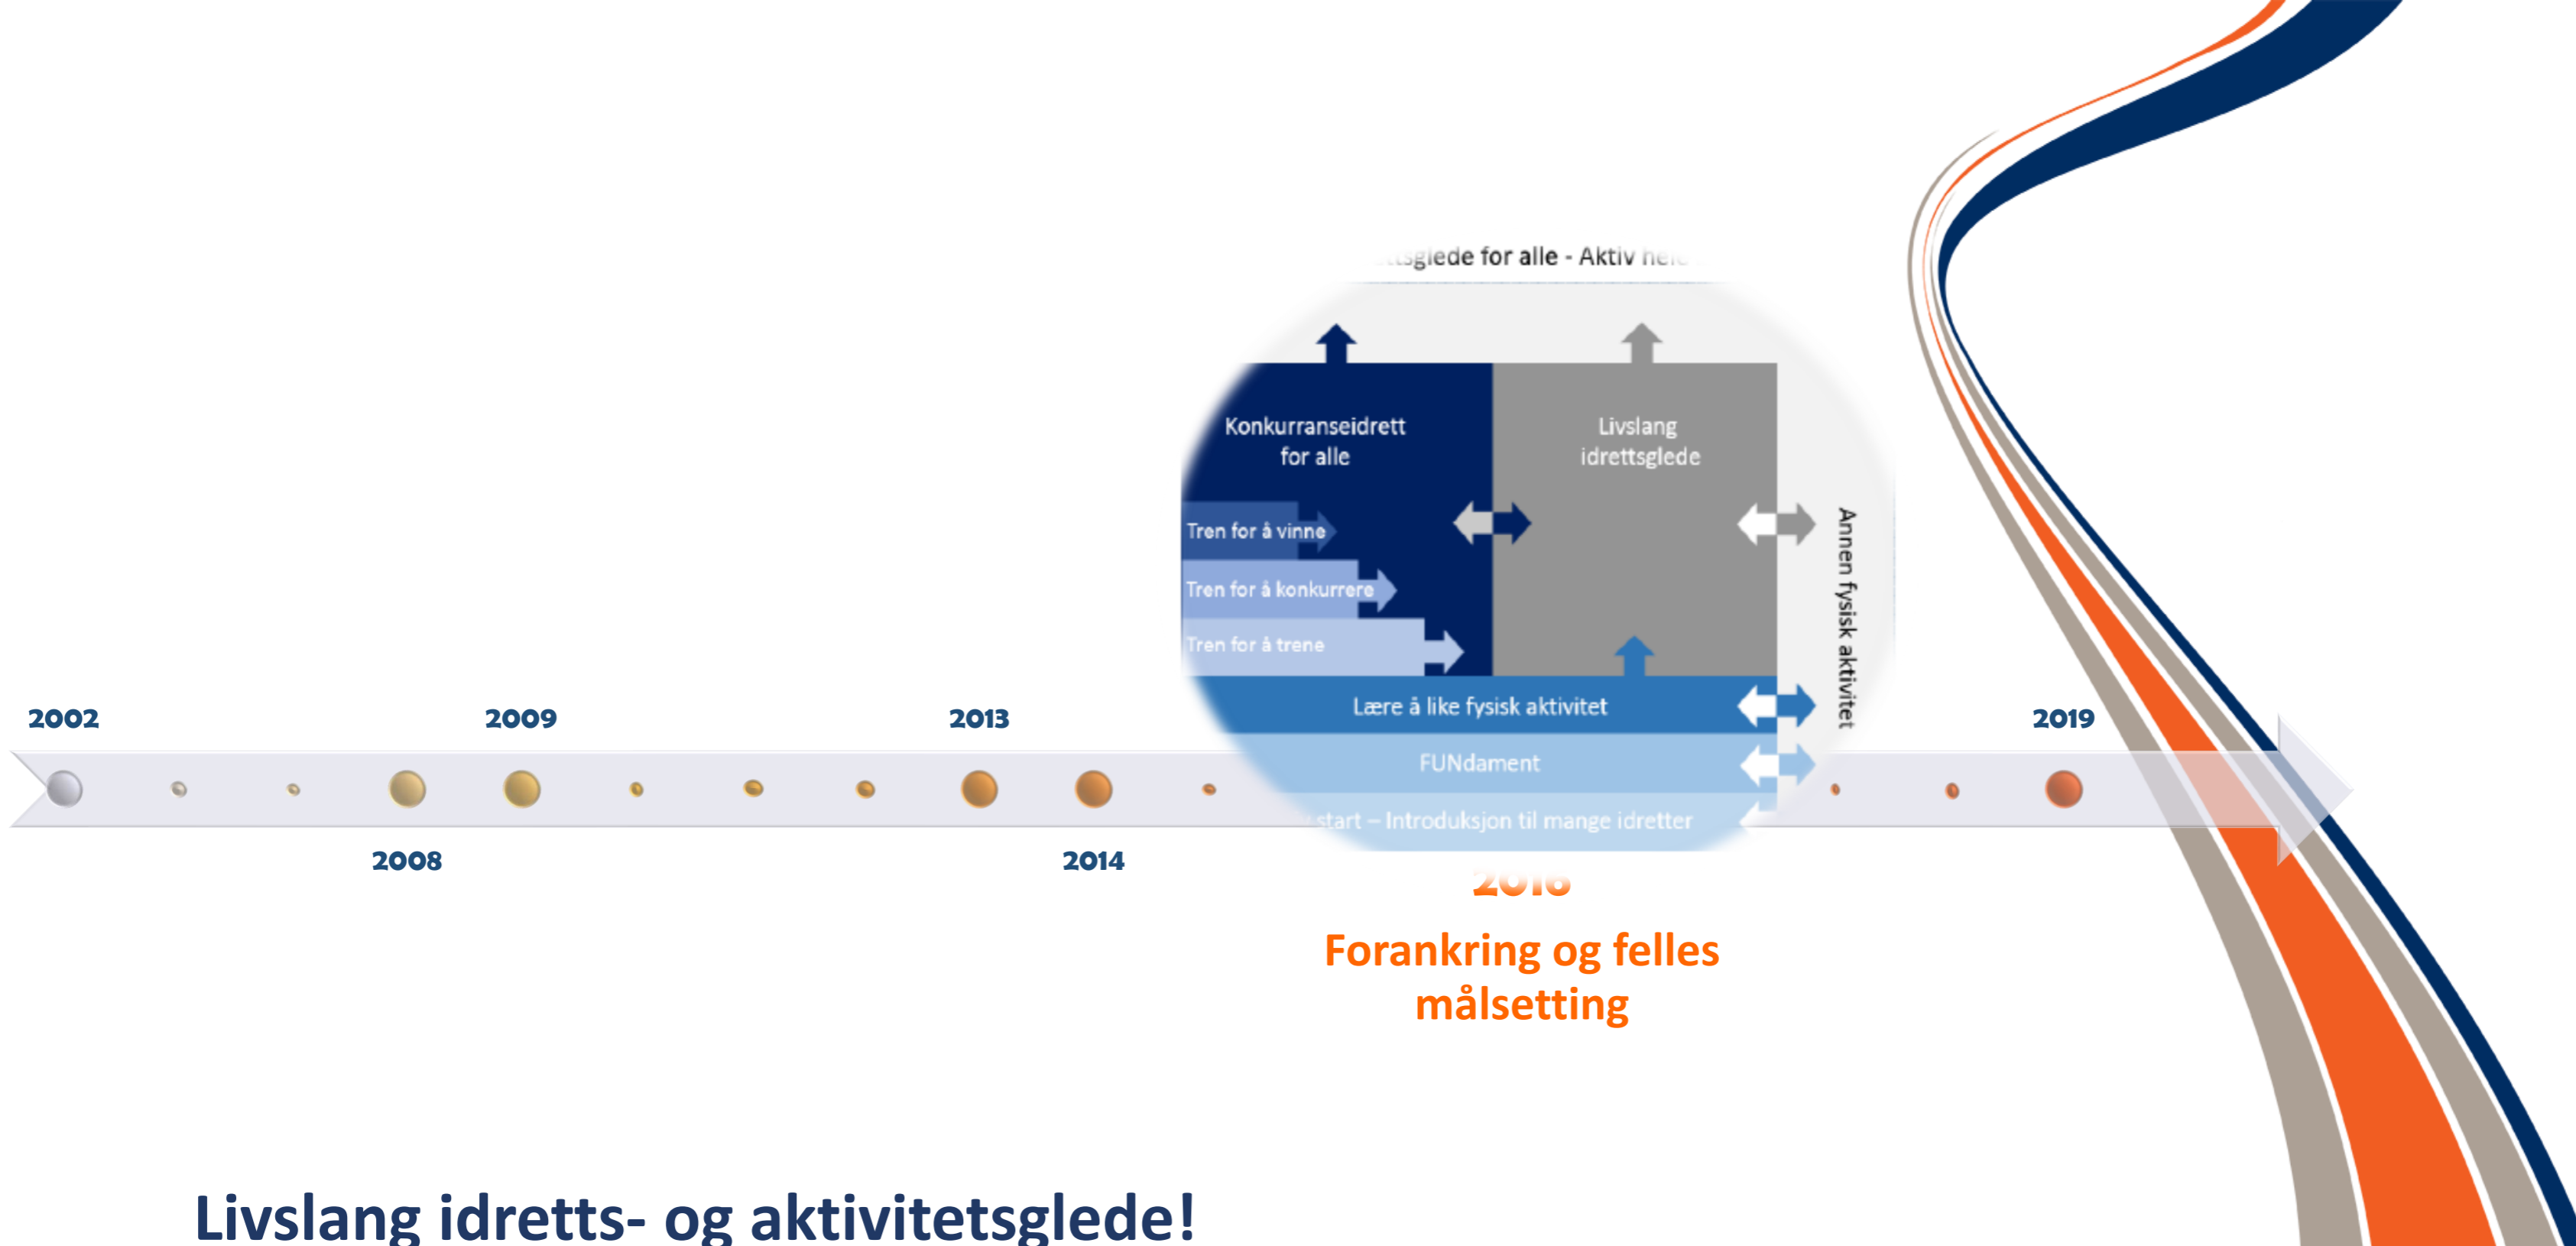 for alle - Aktiv
Konkurranseidrett
for alle
Livslang
idrettsglede
Tren for å vinne
Tren for å konkurrere
Tren for å trene
Annen fysisk aktivitet
Lære å like fysisk aktivitet
FUNdament
start – Introduksjon til mange idretter
2002
2009
2013
2019
2008
2014
Forankring og felles
målsetting
Livslang idretts- og aktivitetsglede!